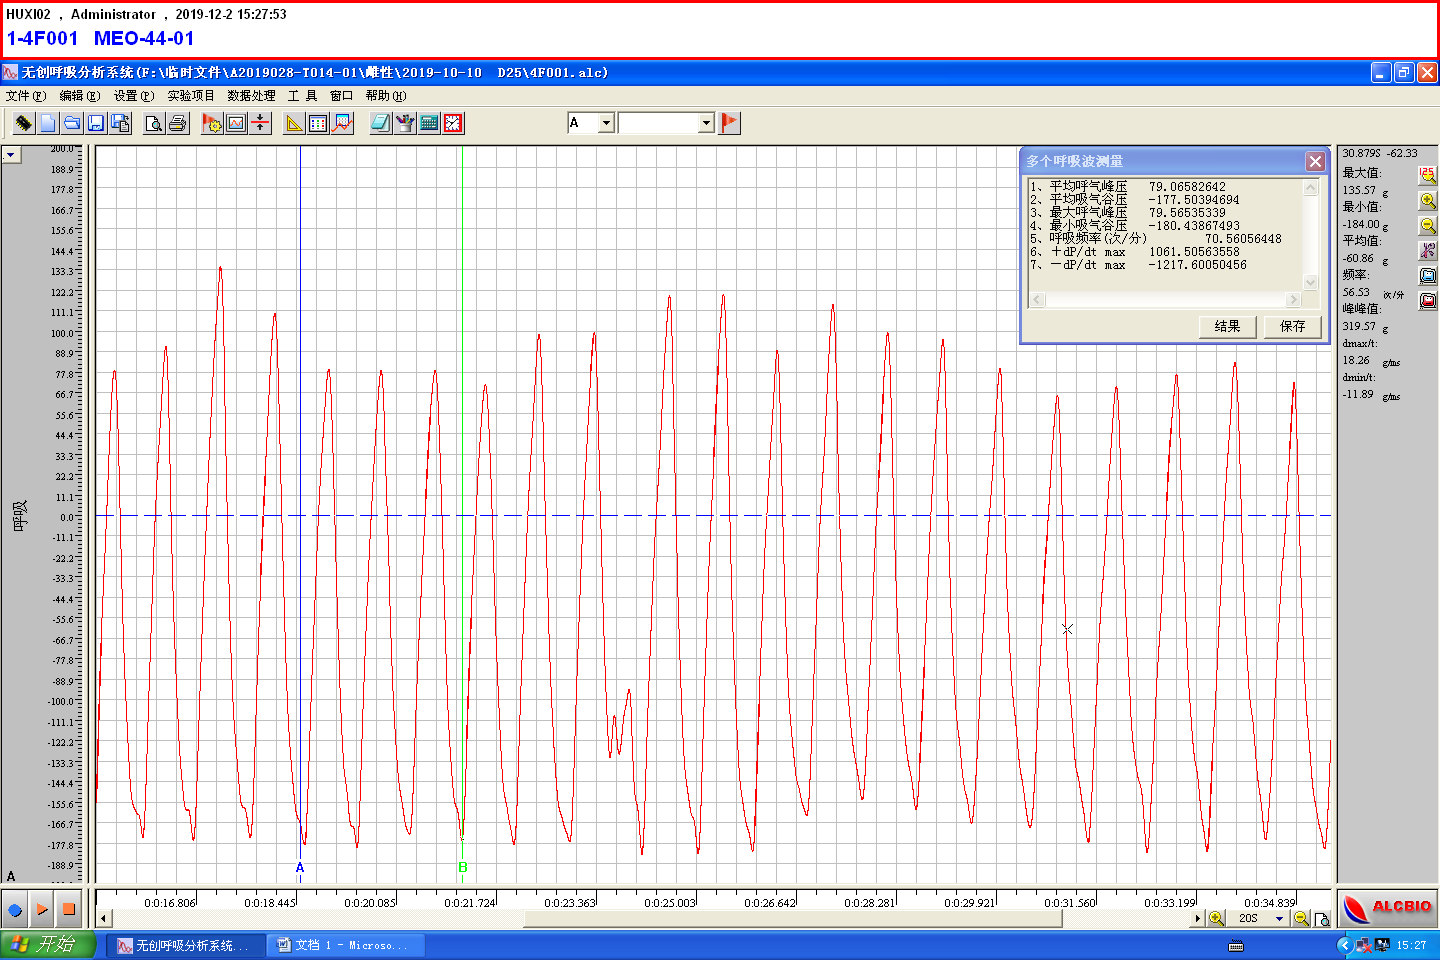 HUXI02 , Administrator , 2019-12-2 15:27:53
1-4F001 MEO-44-01
无创呼吸分析系统(F:\临时文件\A2019028-T014-01\雌性\2019-10-10 D25\4F001.alc)
文件(F) 编辑(E) 设置(P) 实验项目 数据处理 工 具 窗口 帮助(H)
A
200.0
188.9
177.8
166.7
155.6
144.4
133.3
122.2
111.1
100.0
88.9
77.8
66.7
55.6
44.4
33.3
22.2
11.1
0.0
-11.1
-22.2
-33.3
-44.4
-55.6
-66.7
-77.8
-88.9
-100.0
-111.1
-122.2
-133.3
-144.4
-155.6
-166.7
-177.8
-188.9
呼吸
A
A
B
多个呼吸波测量
1、平均呼气峰压 79.06582642
2、平均吸气谷压 -177.50394694
3、最大呼气峰压 79.56535339
4、最小吸气谷压 -180.43867493
5、呼吸频率(次/分) 70.56056448
6、＋dP/dt max 1061.50563558
7、－dP/dt max -1217.60050456
结果 保存
30.879S -62.33
最大值:
135.57 g
最小值:
-184.00 g
平均值:
-60.86 g
频率:
56.53 次/分
峰峰值:
319.57 g
dmax/t:
18.26 g/ms
dmin/t:
-11.89 g/ms
125
0:0:16.806 0:0:18.445 0:0:20.085 0:0:21.724 0:0:23.363 0:0:25.003 0:0:26.642 0:0:28.281 0:0:29.921 0:0:31.560 0:0:33.199 0:0:34.839
20S
ALCBIO
开始 无创呼吸分析系统... 文档 1 - Microso... 15:27